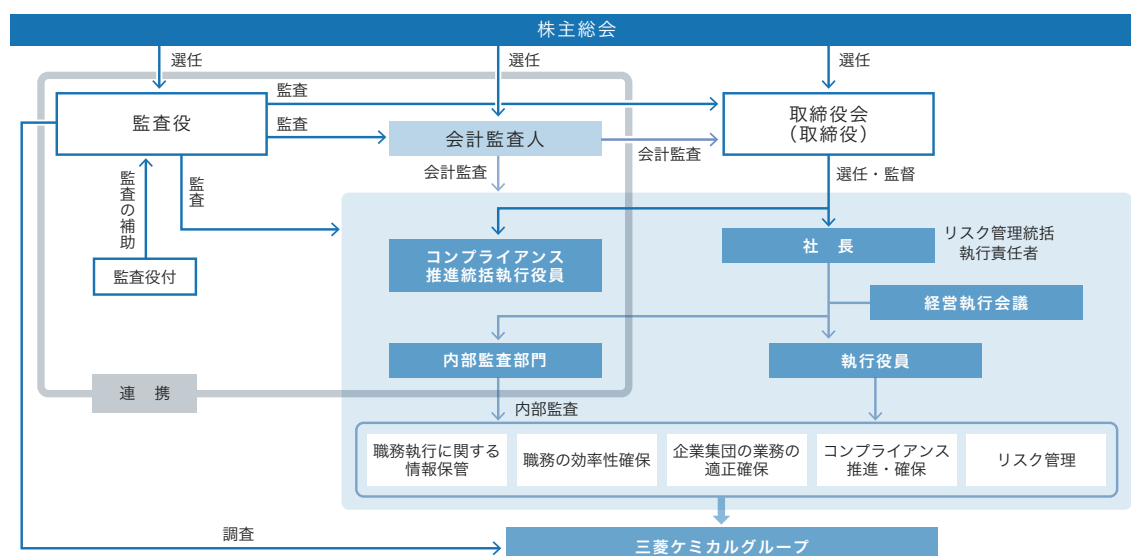 株主総会
選任
選任
選任
監査
監査役
監査
会計監査人
取締役会
（取締役）
会計監査
会計監査
選任・監督
監査の補助
監査
監査役付
コンプライアンス
推進統括執行役員
社　長
リスク管理統括
執行責任者
経営執行会議
内部監査部門
執行役員
連　携
内部監査
職務執行に関する
情報保管
職務の効率性確保
企業集団の業務の
適正確保
コンプライアンス
推進・確保
リスク管理
調査
三菱ケミカルグループ